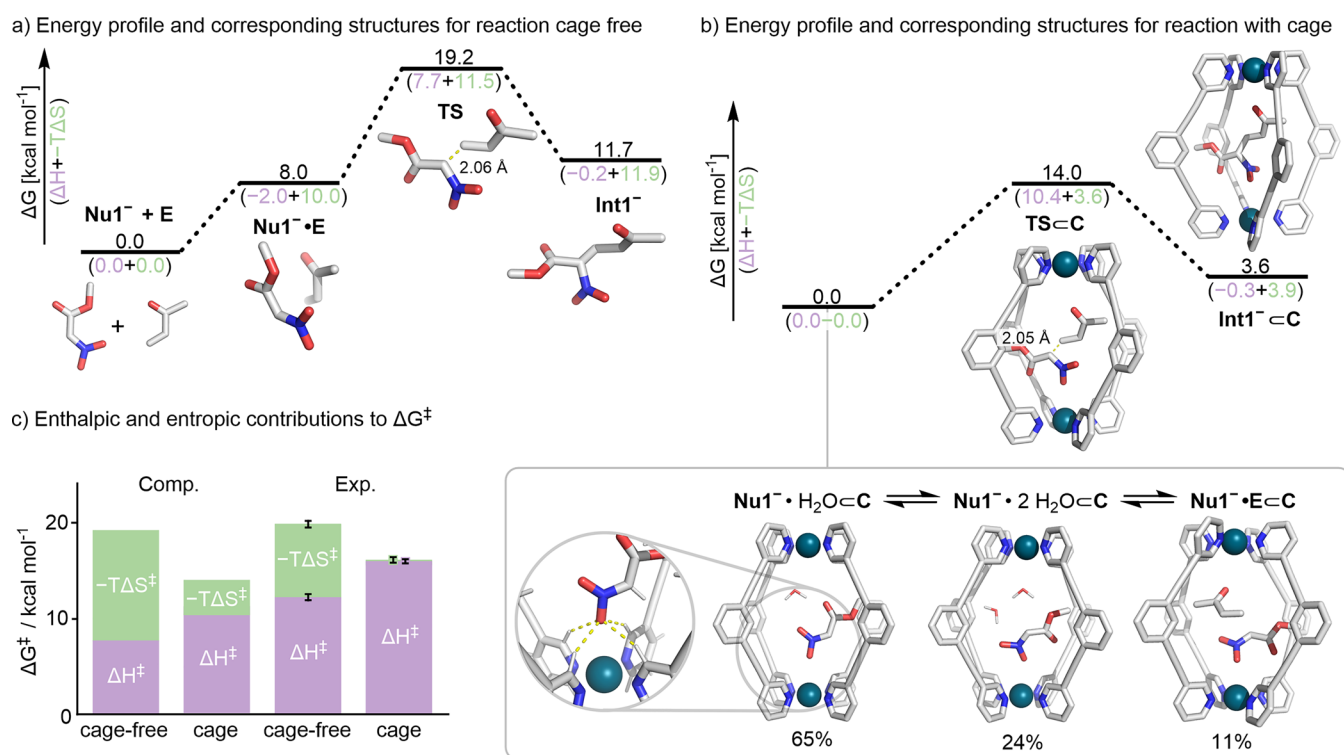 a) Energy profile and corresponding structures for reaction cage free
ΔG [kcal mol⁻¹]
(ΔH+−TΔS)
Nu1⁻ + E
0.0
(0.0+0.0)
+
8.0
(−2.0+10.0)
Nu1⁻•E
19.2
(7.7+11.5)
TS
2.06 Å
11.7
(−0.2+11.9)
Int1⁻
b) Energy profile and corresponding structures for reaction with cage
ΔG [kcal mol⁻¹]
(ΔH+−TΔS)
0.0
(0.0−0.0)
14.0
(10.4+3.6)
TS⊂C
2.05 Å
3.6
(−0.3+3.9)
Int1⁻⊂C
c) Enthalpic and entropic contributions to ΔG‡
ΔG‡ / kcal mol⁻¹
20
10
0
Comp.
Exp.
−TΔS‡
−TΔS‡
−TΔS‡
ΔH‡
ΔH‡
ΔH‡
ΔH‡
cage-free
cage
cage-free
cage
Nu1⁻• H₂O⊂C ⇌ Nu1⁻• 2 H₂O⊂C ⇌ Nu1⁻•E⊂C
65%
24%
11%